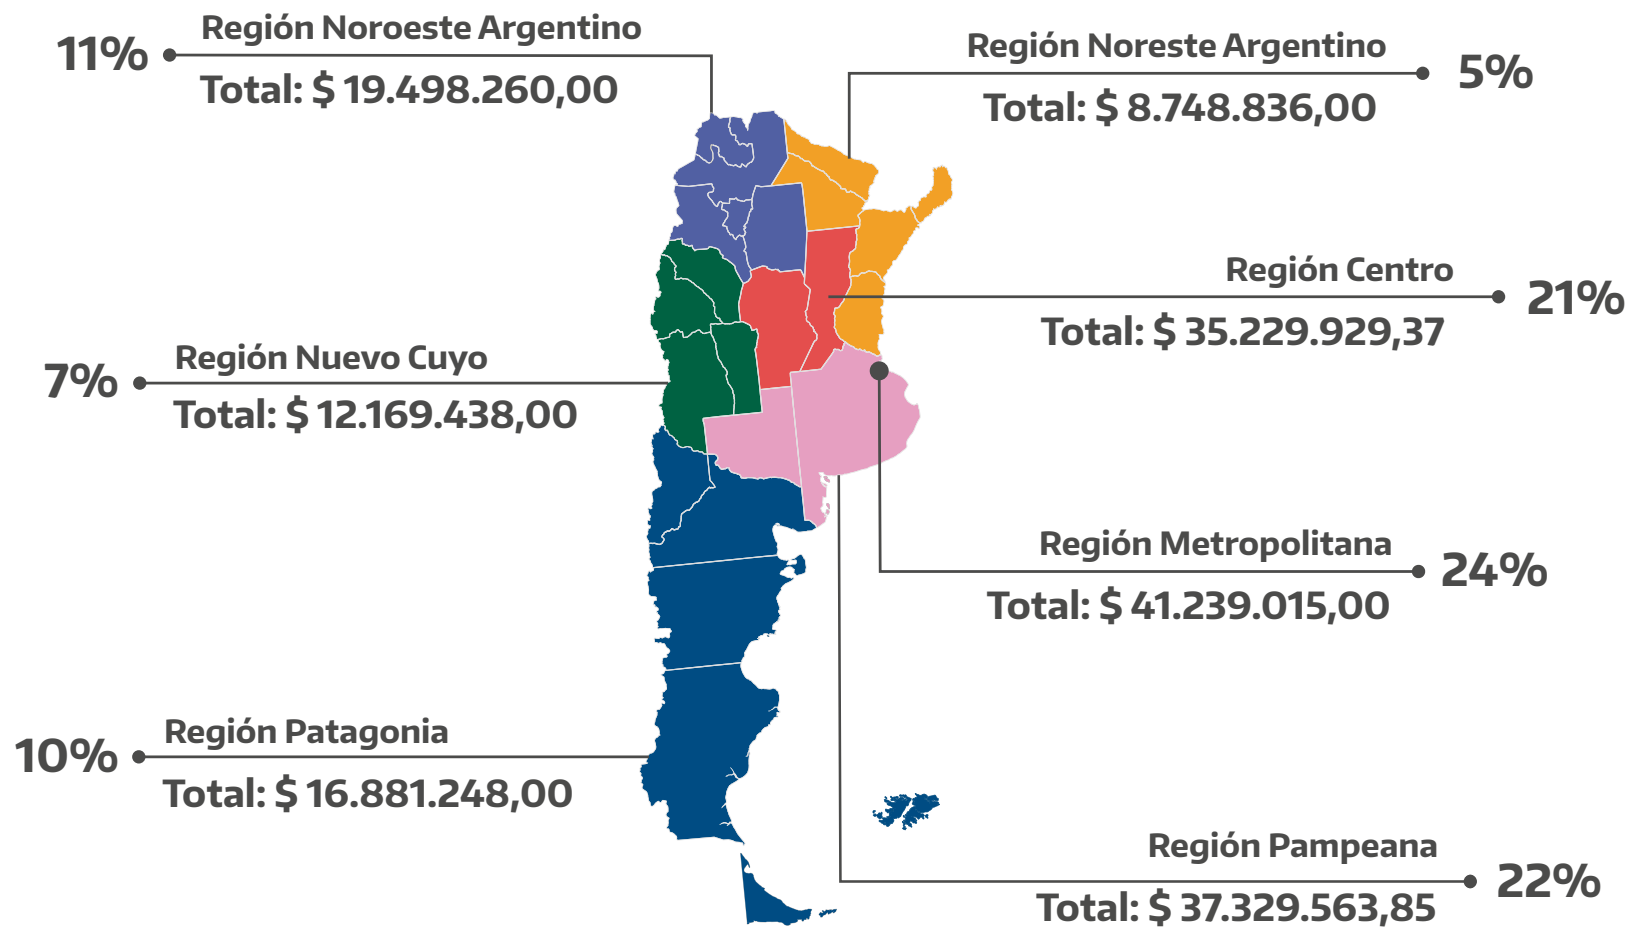 Región Noroeste Argentino
11%
Total: $ 19.498.260,00
Región Noreste Argentino
5%
Total: $ 8.748.836,00
Región Centro
21%
Total: $ 35.229.929,37
Región Nuevo Cuyo
7%
Total: $ 12.169.438,00
Región Metropolitana
24%
Total: $ 41.239.015,00
Región Patagonia
10%
Total: $ 16.881.248,00
Región Pampeana
22%
Total: $ 37.329.563,85